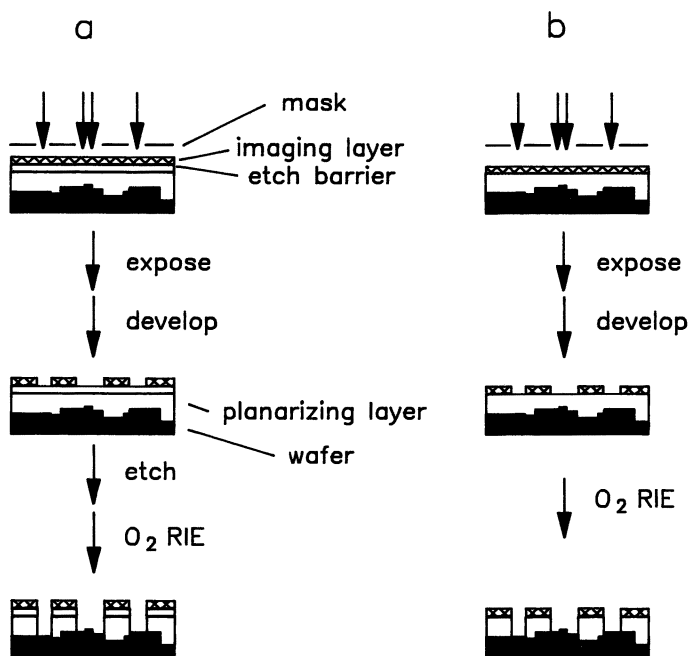 a
mask
imaging layer
etch barrier
expose
develop
planarizing layer
wafer
etch
O2 RIE
b
expose
develop
O2 RIE